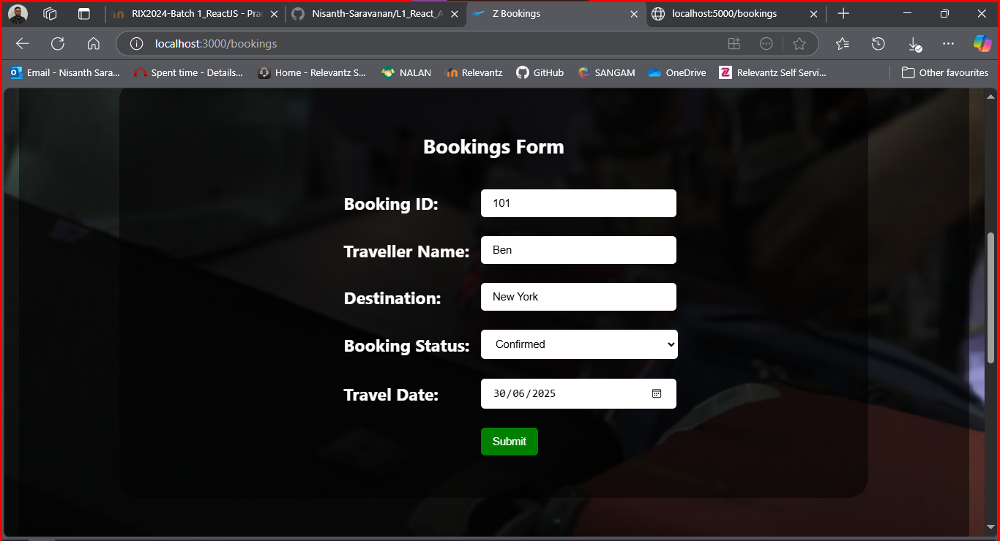 RIX2024-Batch 1_ReactJS - Prac
Nisanth-Saravanan/L1_React_A
Z Bookings
localhost:5000/bookings
localhost:3000/bookings
Email - Nisanth Sara...
Spent time - Details...
Home - Relevantz S...
NALAN
Relevantz
GitHub
SANGAM
OneDrive
Relevantz Self Servi...
Other favourites
Bookings Form
Booking ID: 101
Traveller Name: Ben
Destination: New York
Booking Status: Confirmed
Travel Date: 30/06/2025
Submit